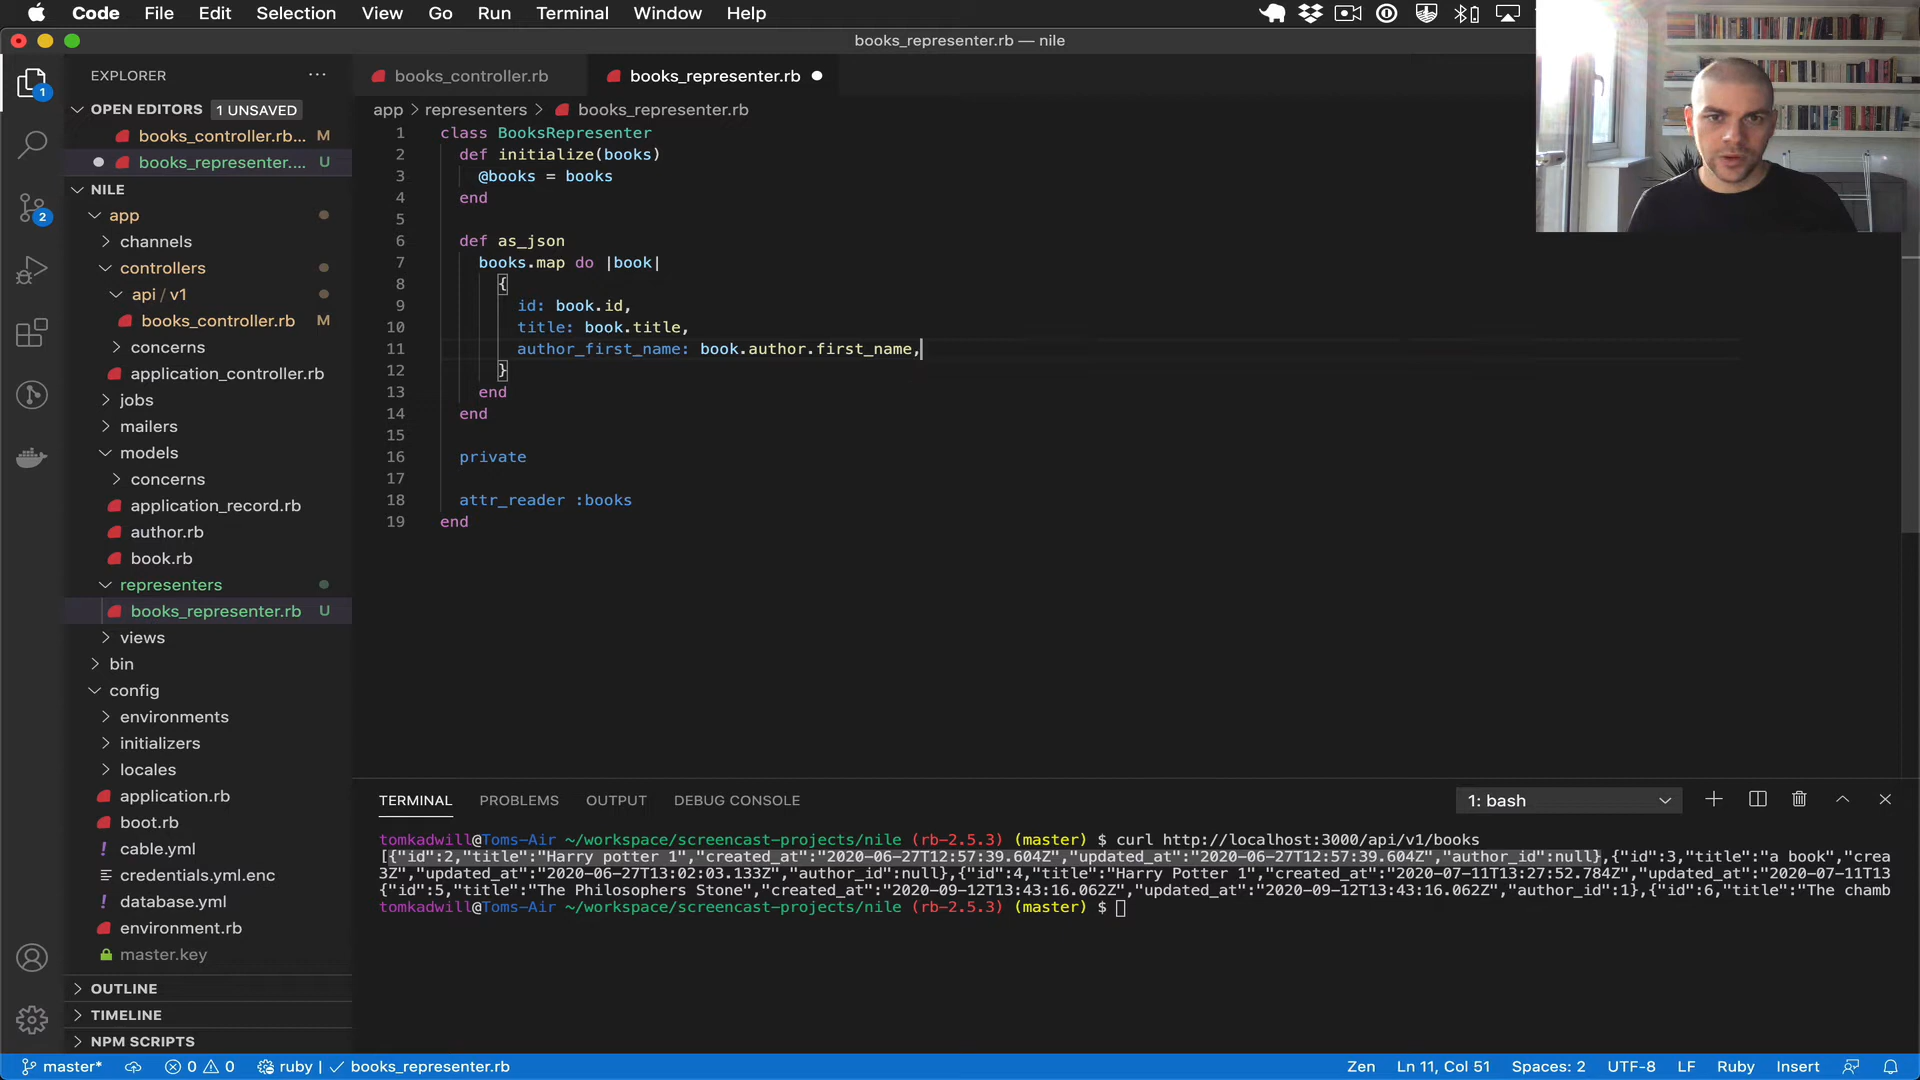 Code File Edit Selection View Go Run Terminal Window Help
books_representer.rb — nile
EXPLORER
books_controller.rb
books_representer.rb
OPEN EDITORS 1 UNSAVED
app > representers > books_representer.rb
books_controller.rb... M
books_representer.... U
NILE
app
channels
controllers
api / v1
books_controller.rb M
concerns
application_controller.rb
jobs
mailers
models
concerns
application_record.rb
author.rb
book.rb
representers
books_representer.rb U
views
bin
config
environments
initializers
locales
application.rb
boot.rb
! cable.yml
credentials.yml.enc
! database.yml
environment.rb
master.key
OUTLINE
TIMELINE
NPM SCRIPTS
1
2
1 class BooksRepresenter
2 def initialize(books)
3 @books = books
4 end
5
6 def as_json
7 books.map do |book|
8 {
9 id: book.id,
10 title: book.title,
11 author_first_name: book.author.first_name,
12 }
13 end
14 end
15
16 private
17
18 attr_reader :books
19 end
TERMINAL PROBLEMS OUTPUT DEBUG CONSOLE
1: bash
tomkadwill@Toms-Air ~/workspace/screencast-projects/nile (rb-2.5.3) (master) $ curl http://localhost:3000/api/v1/books
[{"id":2,"title":"Harry potter 1","created_at":"2020-06-27T12:57:39.604Z","updated_at":"2020-06-27T12:57:39.604Z","author_id":null},{"id":3,"title":"a book","crea
3Z","updated_at":"2020-06-27T13:02:03.133Z","author_id":null},{"id":4,"title":"Harry Potter 1","created_at":"2020-07-11T13:27:52.784Z","updated_at":"2020-07-11T13
{"id":5,"title":"The Philosophers Stone","created_at":"2020-09-12T13:43:16.062Z","updated_at":"2020-09-12T13:43:16.062Z","author_id":1},{"id":6,"title":"The chamb
tomkadwill@Toms-Air ~/workspace/screencast-projects/nile (rb-2.5.3) (master) $
master* 0 0 ruby | ✓ books_representer.rb Zen Ln 11, Col 51 Spaces: 2 UTF-8 LF Ruby Insert